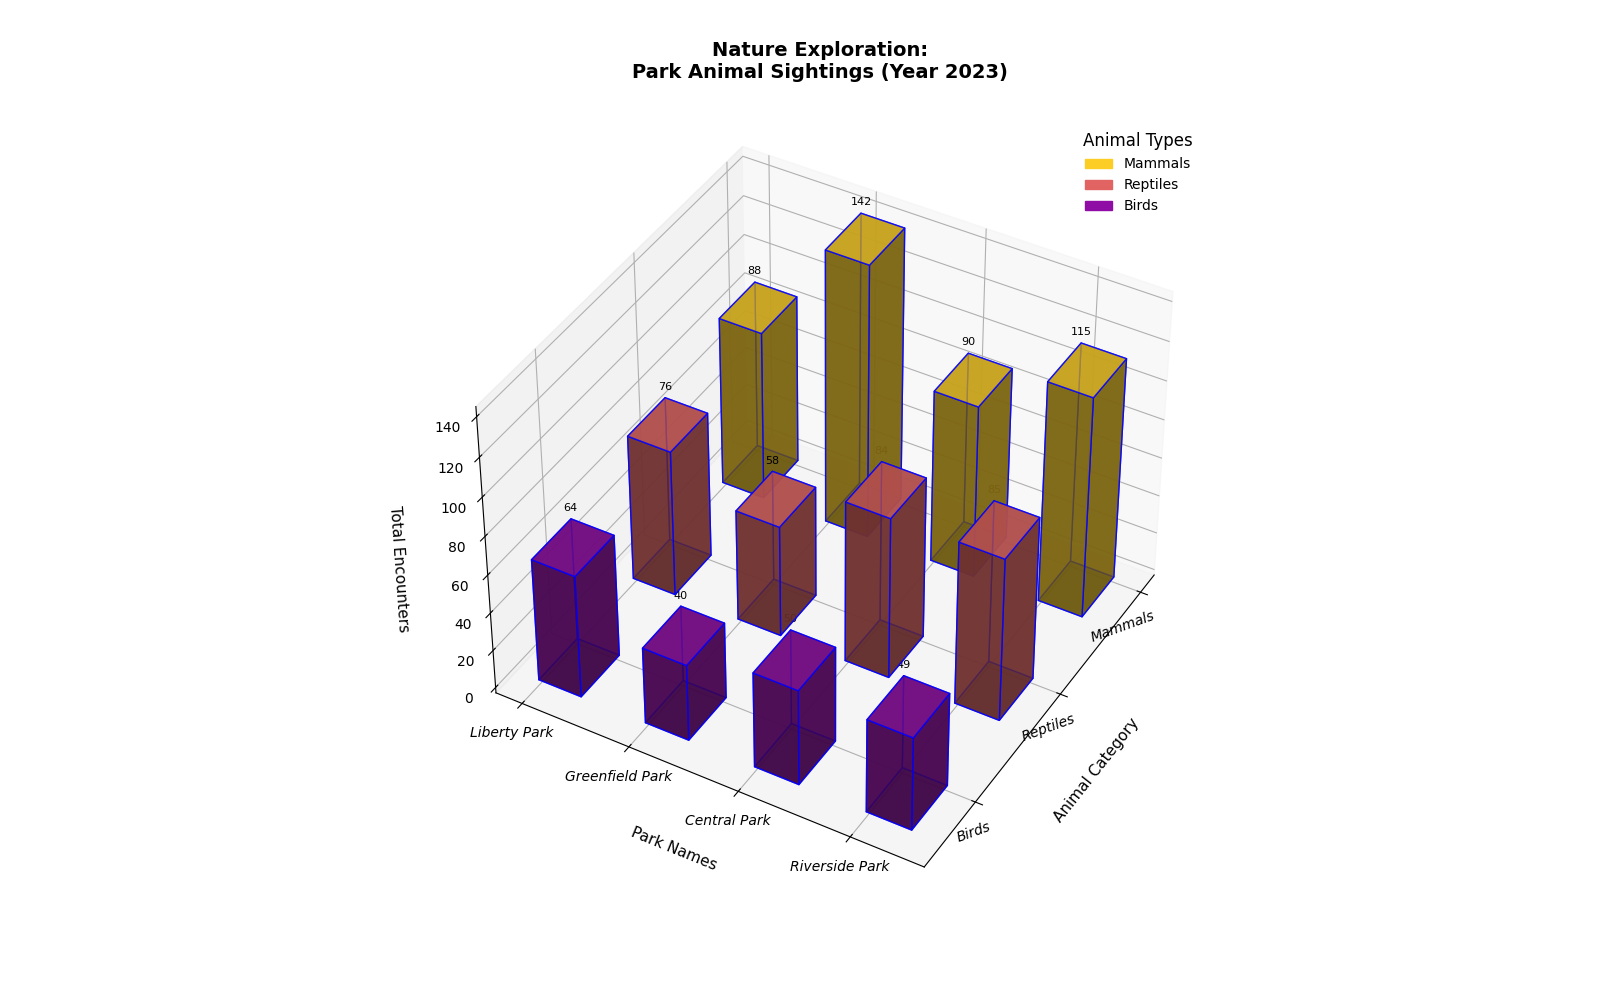 Nature Exploration:
Park Animal Sightings (Year 2023)
Animal Types
Mammals
Reptiles
Birds
142
88
115
90
76
58
64
40
49
140
120
100
80
60
40
20
0
Total Encounters
Liberty Park
Greenfield Park
Central Park
Riverside Park
Park Names
Mammals
Reptiles
Birds
Animal Category